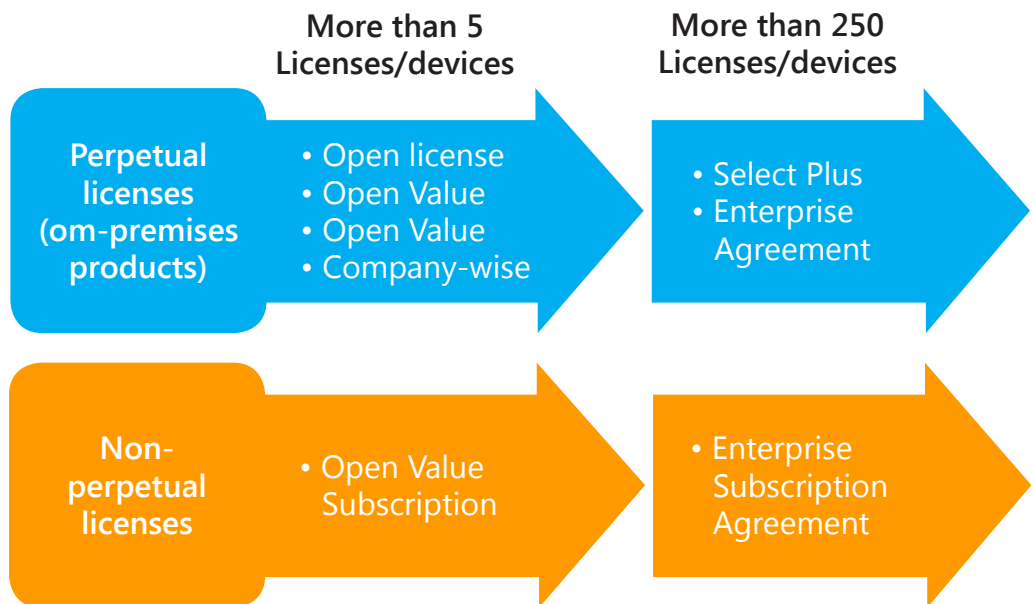 More than 5
Licenses/devices
More than 250
Licenses/devices
Perpetual
licenses
(om-premises
products)
• Open license
• Open Value
• Open Value
• Company-wise
• Select Plus
• Enterprise
Agreement
Non-
perpetual
licenses
• Open Value
Subscription
• Enterprise
Subscription
Agreement